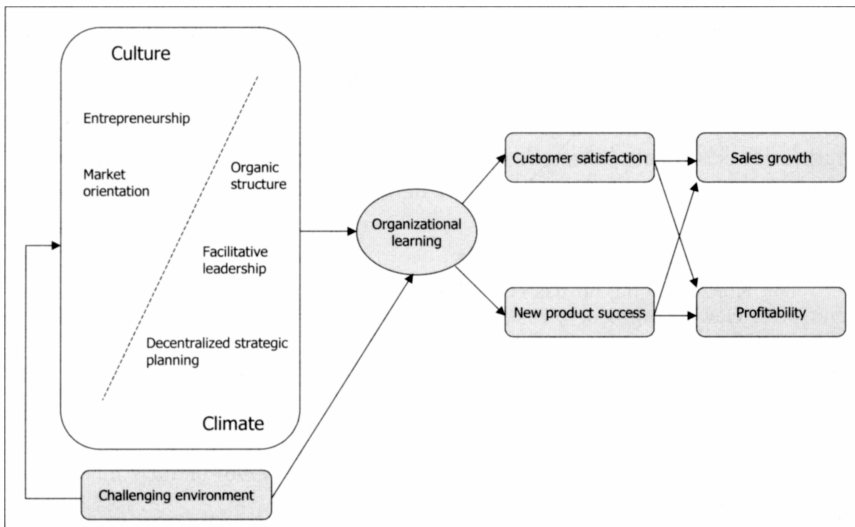 Culture
Entrepreneurship
Market
orientation
Organic
structure
Facilitative
leadership
Decentralized strategic
planning
Climate
Challenging environment
Organizational
learning
Customer satisfaction
New product success
Sales growth
Profitability